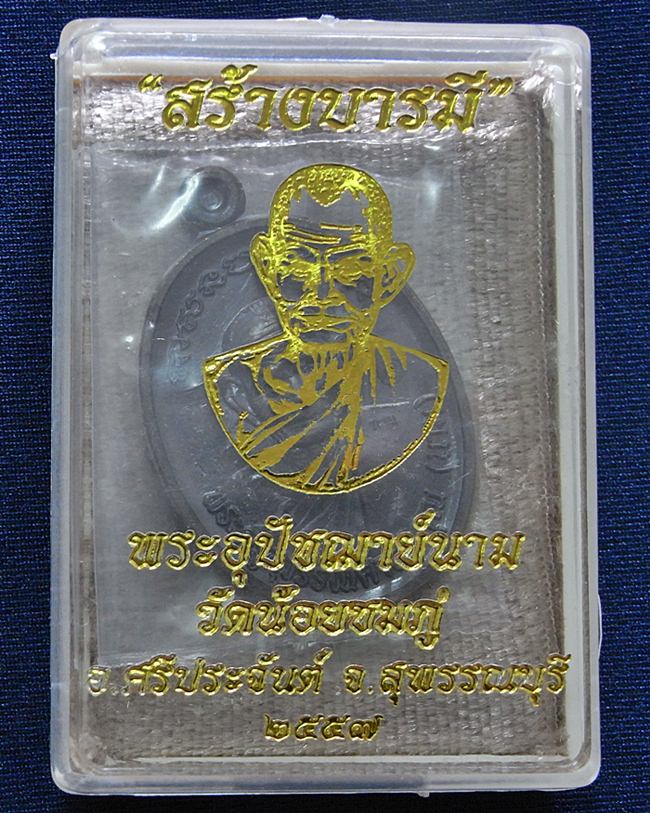 “สร้างบารมี”
พระอุปัชฌาย์นาม
วัดน้อยชมภู่
อ.ศรีประจันต์ จ.สุพรรณบุรี
๒๕๕๗